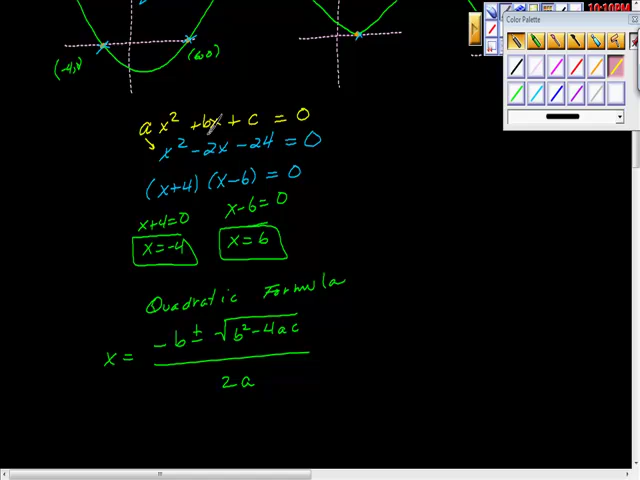 10:10PM
Color Palette
(-4,
(6,0)
ax² + bx + c = 0
x² - 2x - 24 = 0
(x+4) (x-6) = 0
x+4=0 x-6=0
x=-4 x=6
Quadratic Formula
x = -b ± √b²-4ac
2a